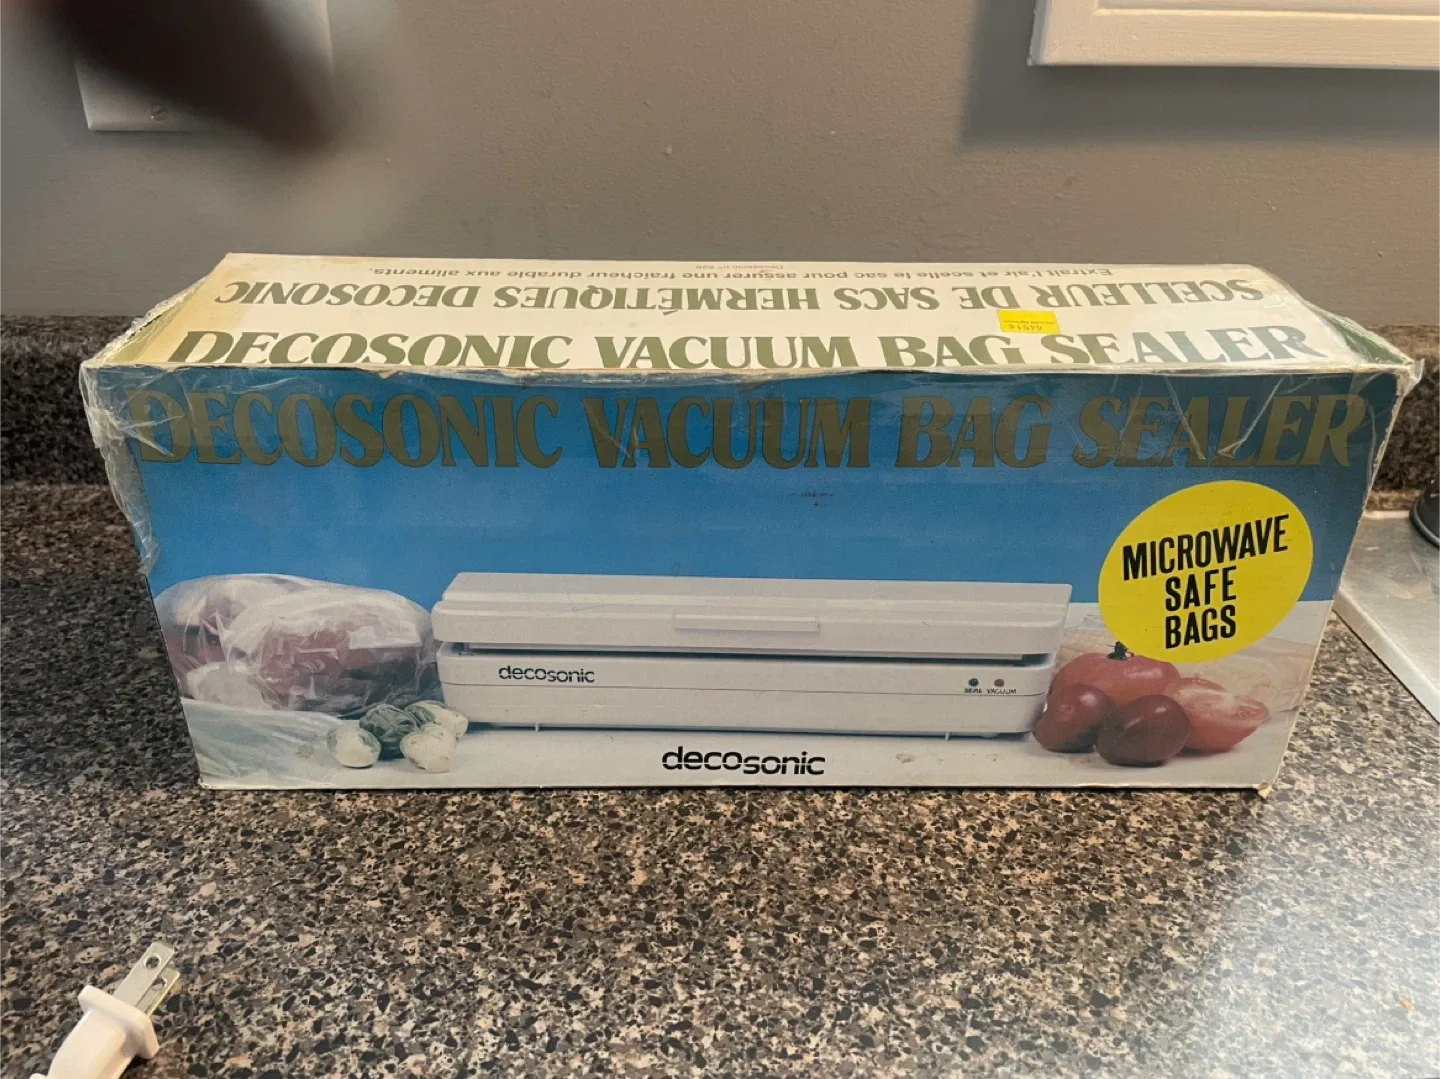 Extrait l'air et scelle le sac pour assurer une fraîcheur durable aux aliments.
SCELLEUR DE SACS HERMÉTIQUES DECOSONIC
DECOSONIC VACUUM BAG SEALER
DECOSONIC VACUUM BAG SEALER
MICROWAVE
SAFE
BAGS
decosonic
SEAL VACUUM
decosonic